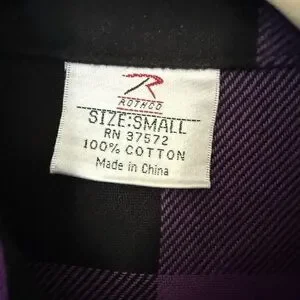 R
ROTHCO
SIZE:SMALL
RN 37572
100% COTTON
Made in China